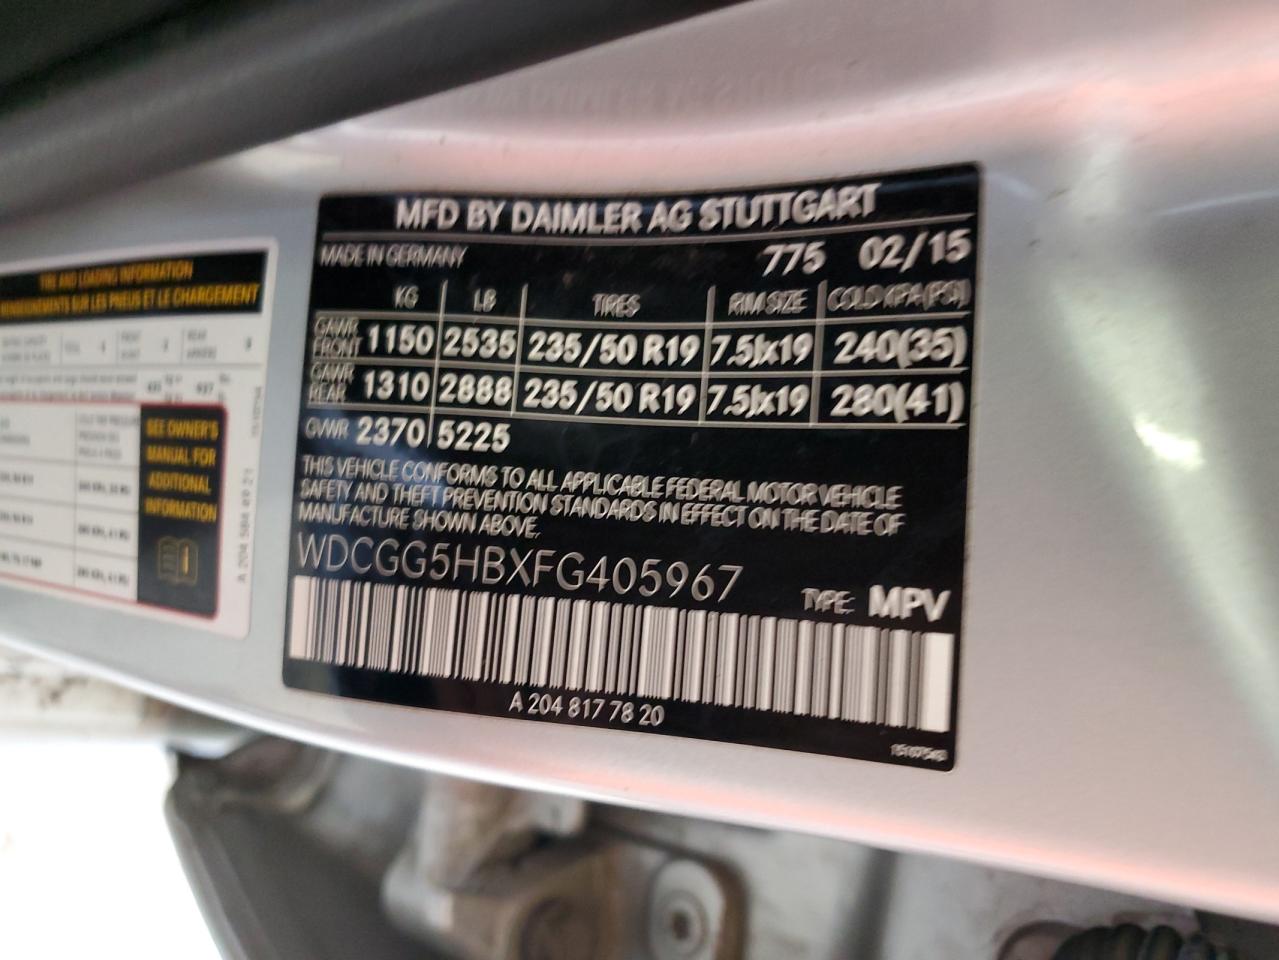 MFD BY DAIMLER AG STUTTGART
MADE IN GERMANY 775 02/15
KG LB TIRES RIM SIZE COLD KPA (PSI)
GAWR FRONT 1150 2535 235/50 R19 7.5Jx19 240(35)
GAWR REAR 1310 2888 235/50 R19 7.5Jx19 280(41)
GVWR 2370 5225
THIS VEHICLE CONFORMS TO ALL APPLICABLE FEDERAL MOTOR VEHICLE
SAFETY AND THEFT PREVENTION STANDARDS IN EFFECT ON THE DATE OF
MANUFACTURE SHOWN ABOVE.
WDCGG5HBXFG405967
TYPE: MPV
A 204 817 78 20
TIRE AND LOADING INFORMATION
RENSEIGNEMENTS SUR LES PNEUS ET LE CHARGEMENT
SEE OWNER'S
MANUAL FOR
ADDITIONAL
INFORMATION
A 204 584 49 21